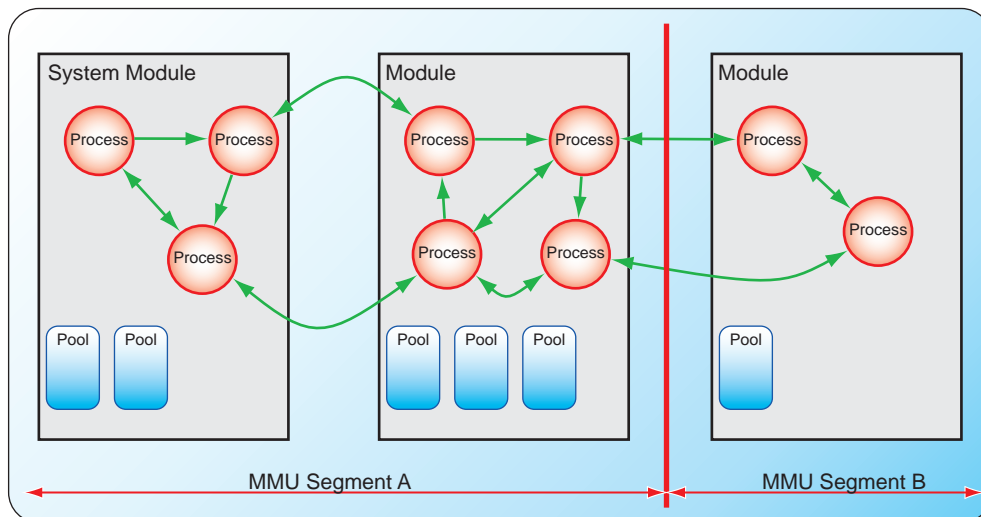 System Module
Process
Process
Process
Pool
Pool
Module
Process
Process
Process
Process
Pool
Pool
Pool
Module
Process
Process
Pool
MMU Segment A
MMU Segment B